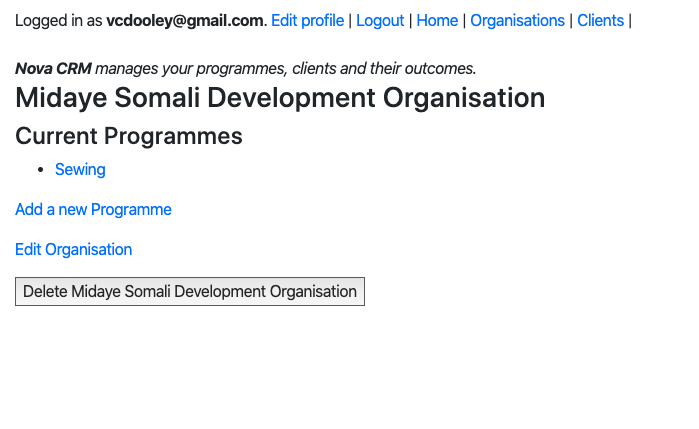 Logged in as vcdooley@gmail.com. Edit profile | Logout | Home | Organisations | Clients |
Nova CRM manages your programmes, clients and their outcomes.
Midaye Somali Development Organisation
Current Programmes
• Sewing
Add a new Programme
Edit Organisation
Delete Midaye Somali Development Organisation